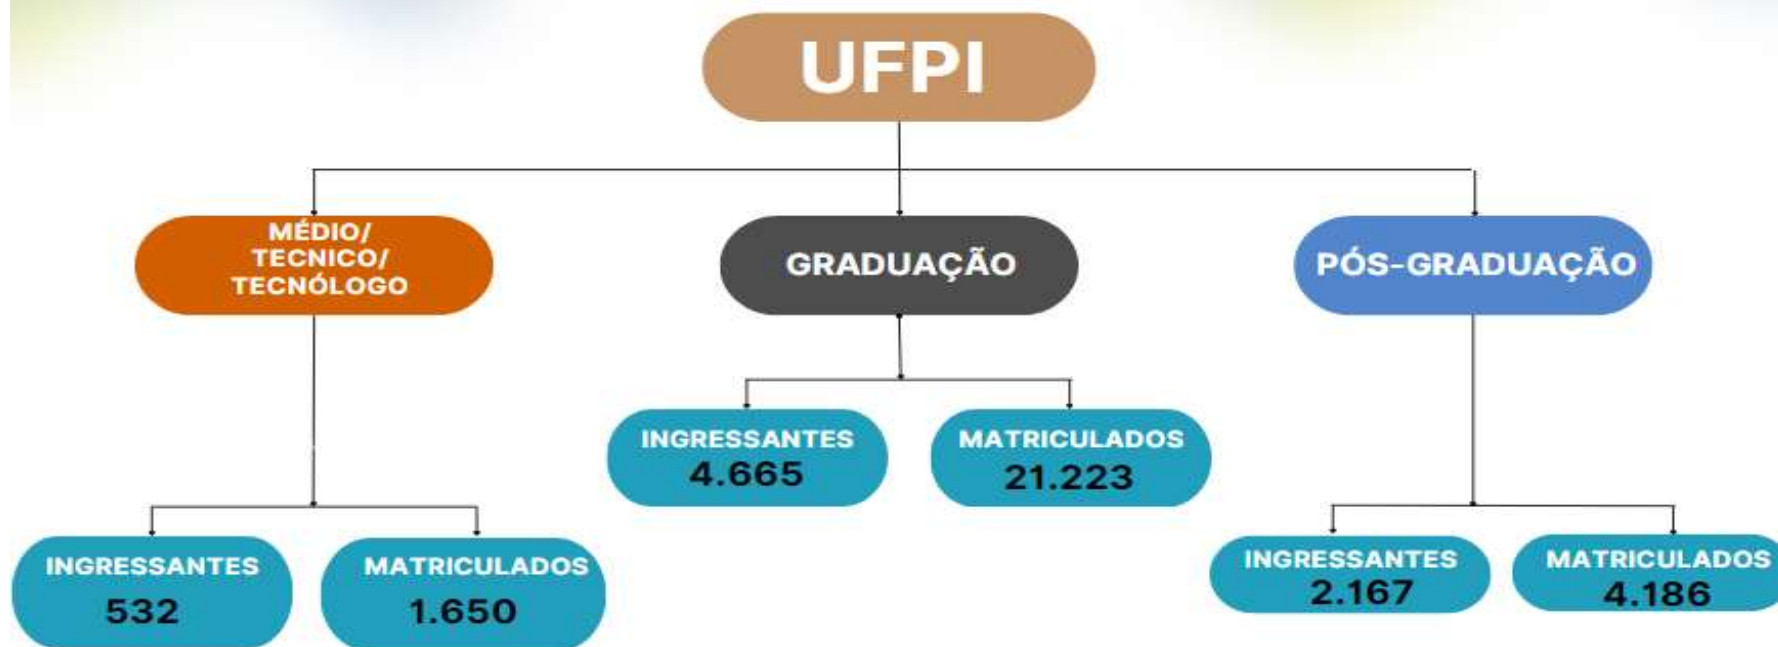 UFPI
MÉDIO/
TECNICO/
TECNÓLOGO
GRADUAÇÃO
PÓS-GRADUAÇÃO
INGRESSANTES
4.665
MATRICULADOS
21.223
INGRESSANTES
532
MATRICULADOS
1.650
INGRESSANTES
2.167
MATRICULADOS
4.186